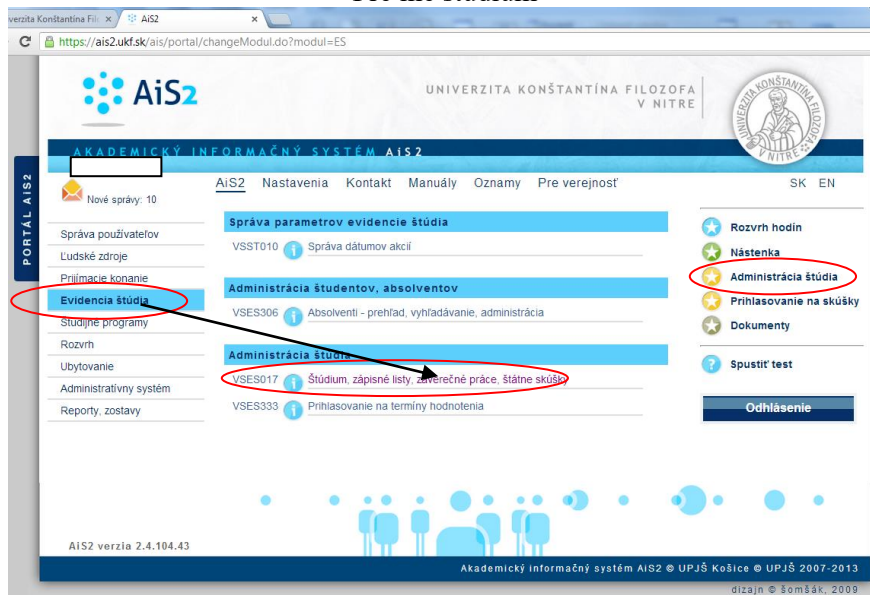 verzita Konštantína Fil
AiS2
https://ais2.ukf.sk/ais/portal/changeModul.do?modul=ES
AiS2
UNIVERZITA KONŠTANTÍNA FILOZOFA
V NITRE
UNIV. KONŠTANTÍNA FILOZOFA V NITRE
AKADEMICKÝ INFORMAČNÝ SYSTÉM AiS2
PORTÁL AiS2
Nové správy: 10
AiS2 Nastavenia Kontakt Manuály Oznamy Pre verejnosť
SK EN
Správa používateľov
Ľudské zdroje
Prijímacie konanie
Evidencia štúdia
Študijné programy
Rozvrh
Ubytovanie
Administratívny systém
Reporty, zostavy
Správa parametrov evidencie štúdia
VSST010 Správa dátumov akcií
Administrácia študentov, absolventov
VSES306 Absolventi - prehľad, vyhľadávanie, administrácia
Administrácia štúdia
VSES017 Štúdium, zápisné listy, záverečné práce, štátne skúšky
VSES333 Prihlasovanie na termíny hodnotenia
Rozvrh hodín
Nástenka
Administrácia štúdia
Prihlasovanie na skúšky
Dokumenty
Spustiť test
Odhlásenie
AiS2 verzia 2.4.104.43
Akademický informačný systém AiS2 © UPJŠ Košice © UPJŠ 2007-2013
dizajn © šomšák, 2009